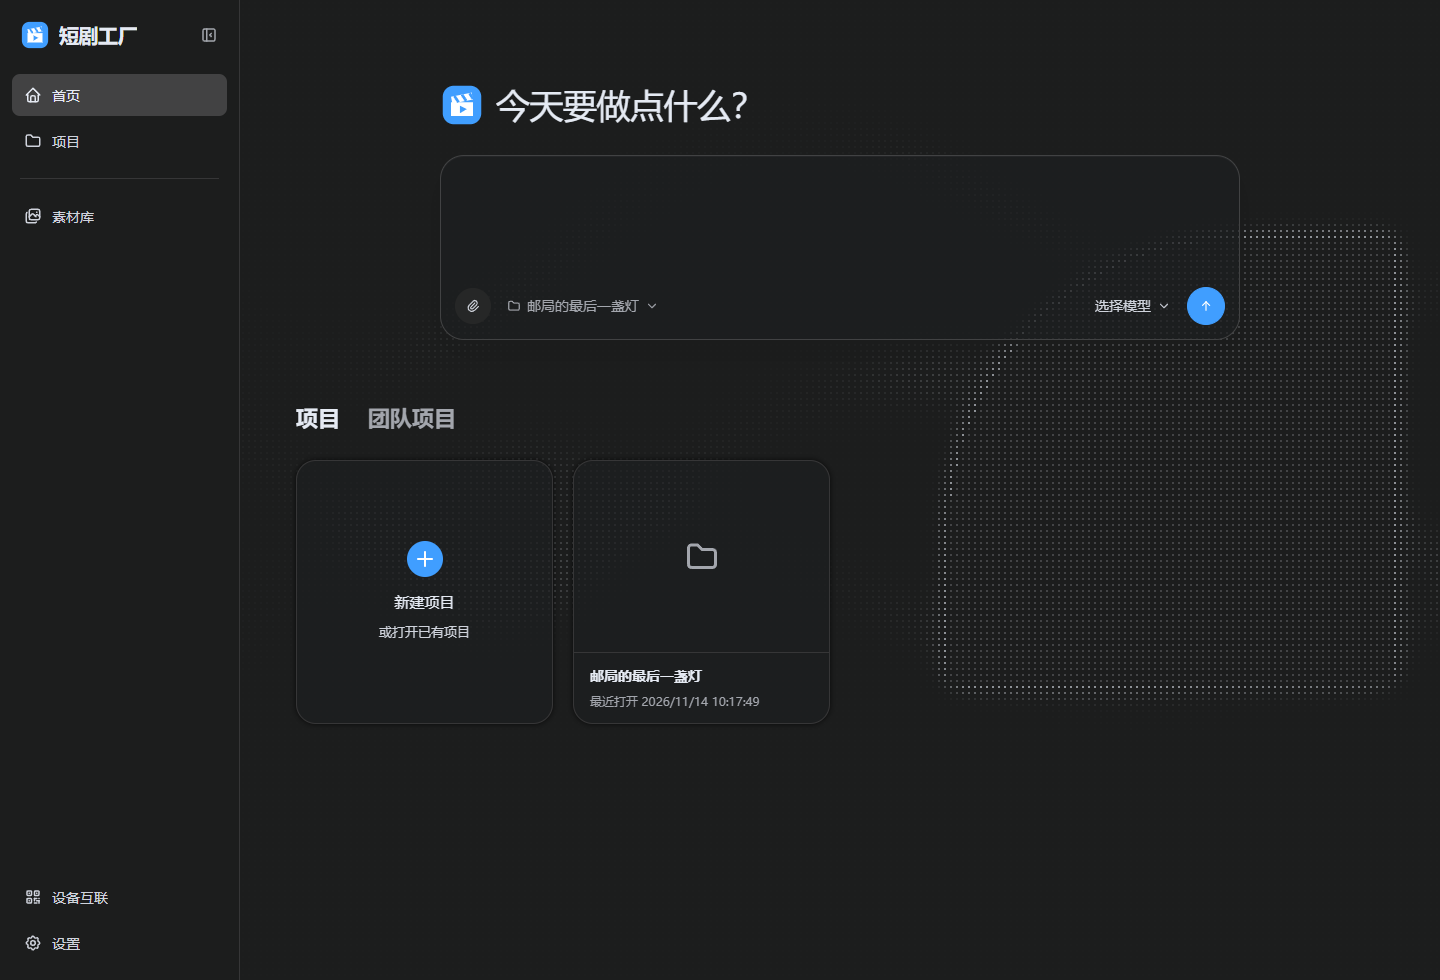 短剧工厂
首页
项目
素材库
设备互联
设置
今天要做点什么？
邮局的最后一盏灯
选择模型
项目 团队项目
新建项目
或打开已有项目
邮局的最后一盏灯
最近打开 2026/11/14 10:17:49